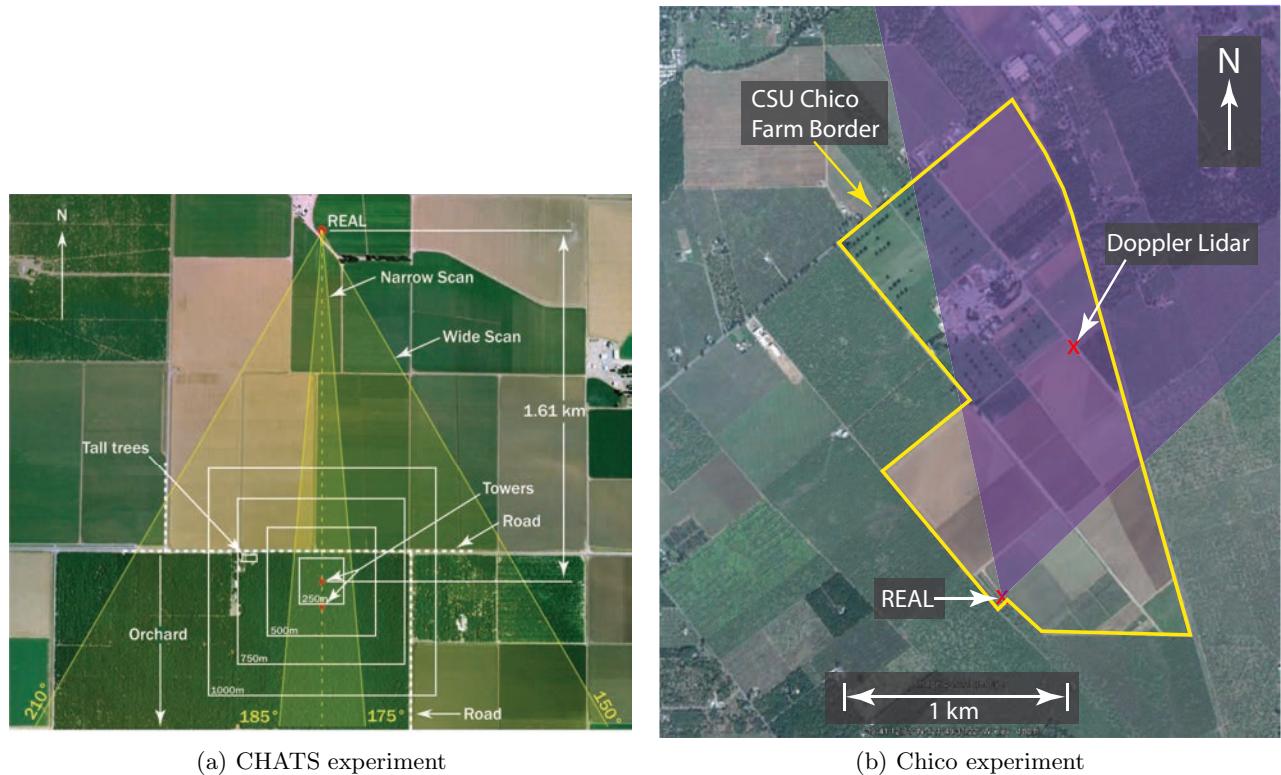 N
REAL
Narrow Scan
Wide Scan
1.61 km
Tall trees
Towers
Road
250m
500m
Orchard
750m
1000m
210°
185°
175°
150°
Road
(a) CHATS experiment
CSU Chico
Farm Border
N
Doppler Lidar
X
REAL
X
1 km
(b) Chico experiment